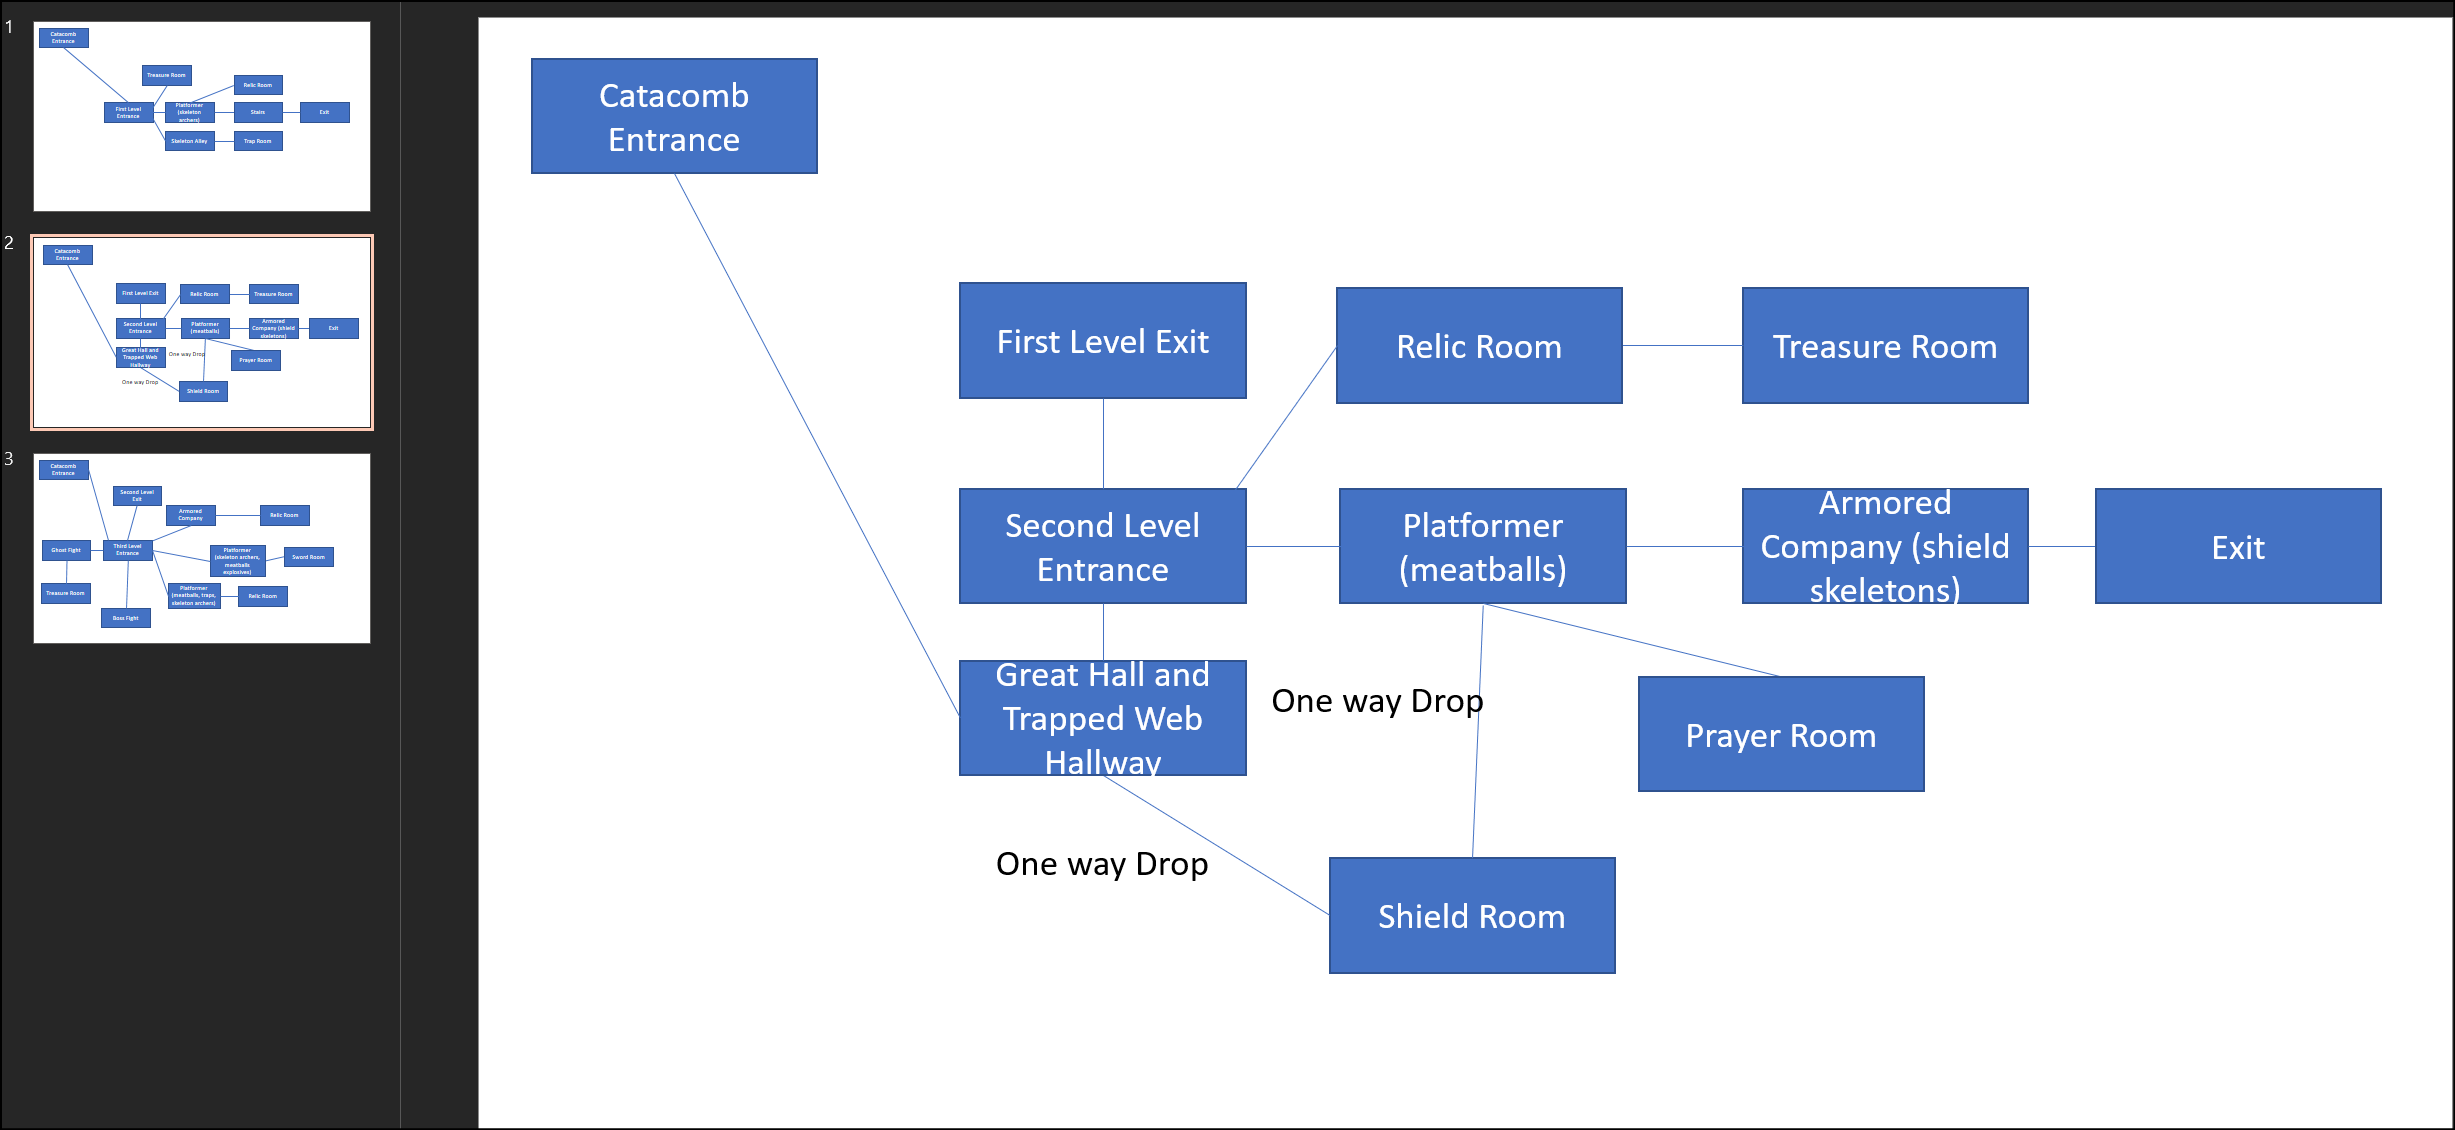 1
Catacomb
Entrance
Treasure Room
Relic Room
First Level
Entrance
Platformer
(skeleton
archers)
Stairs
Exit
Skeleton Alley
Trap Room
2
Catacomb
Entrance
First Level Exit
Relic Room
Treasure Room
Second Level
Entrance
Platformer
(meatballs)
Armored
Company (shield
skeletons)
Exit
Great Hall and
Trapped Web
Hallway
One way Drop
Prayer Room
One way Drop
Shield Room
3
Catacomb
Entrance
Second Level
Exit
Armored
Company
Relic Room
Ghost Fight
Third Level
Entrance
Platformer
(skeleton archers,
meatballs
explosives)
Sword Room
Treasure Room
Platformer
(meatballs, traps,
skeleton archers)
Relic Room
Boss Fight
Catacomb
Entrance
First Level Exit
Relic Room
Treasure Room
Second Level
Entrance
Platformer
(meatballs)
Armored
Company (shield
skeletons)
Exit
Great Hall and
Trapped Web
Hallway
One way Drop
Prayer Room
One way Drop
Shield Room